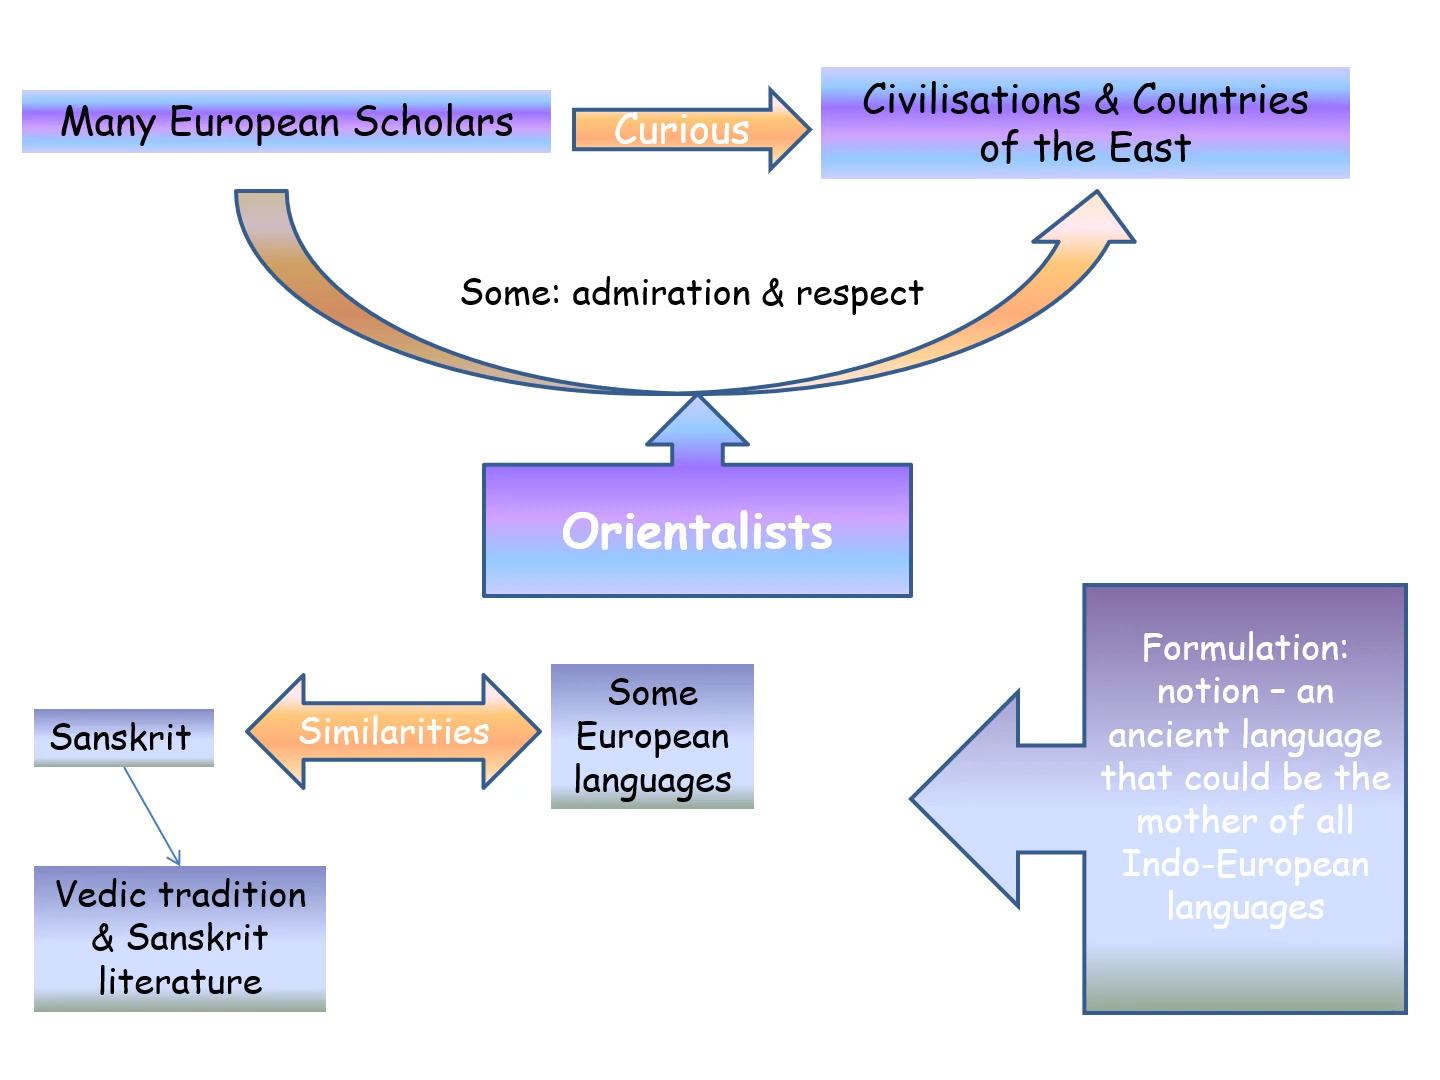 Many European Scholars
Curious
Civilisations & Countries
of the East
Some: admiration & respect
Orientalists
Sanskrit
Similarities
Some
European
languages
Vedic tradition
& Sanskrit
literature
Formulation:
notion – an
ancient language
that could be the
mother of all
Indo-European
languages